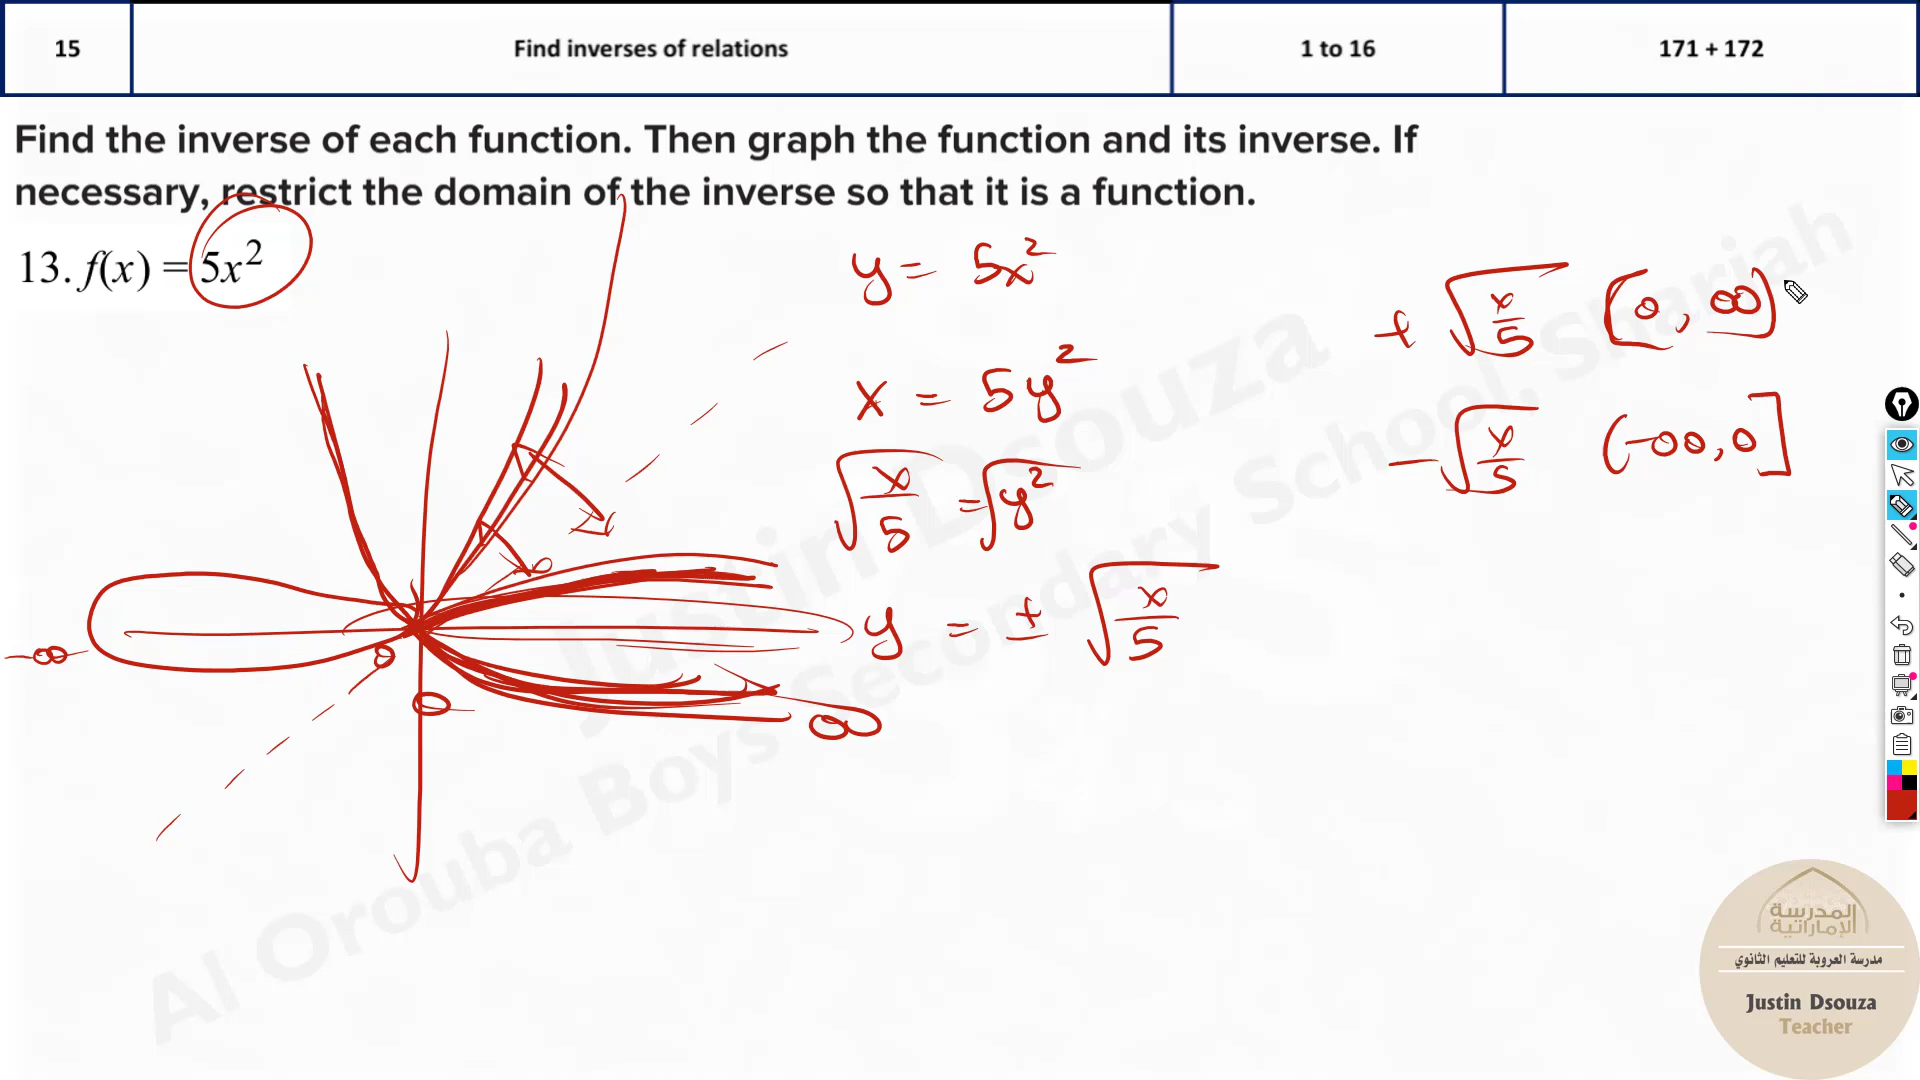 15 Find inverses of relations 1 to 16 171 + 172
Find the inverse of each function. Then graph the function and its inverse. If
necessary, restrict the domain of the inverse so that it is a function.
13. f(x) = 5x²
y = 5x²
x = 5y²
√(x/5) = √(y²)
y = ± √(x/5)
+ √(x/5) [0, ∞)
− √(x/5) (−∞, 0]
−∞
0
0
∞
Justin Dsouza
Al Orouba Boys Secondary School, Sharjah
المدرسة
الإماراتية
مدرسة العروبة للتعليم الثانوي
Justin Dsouza
Teacher